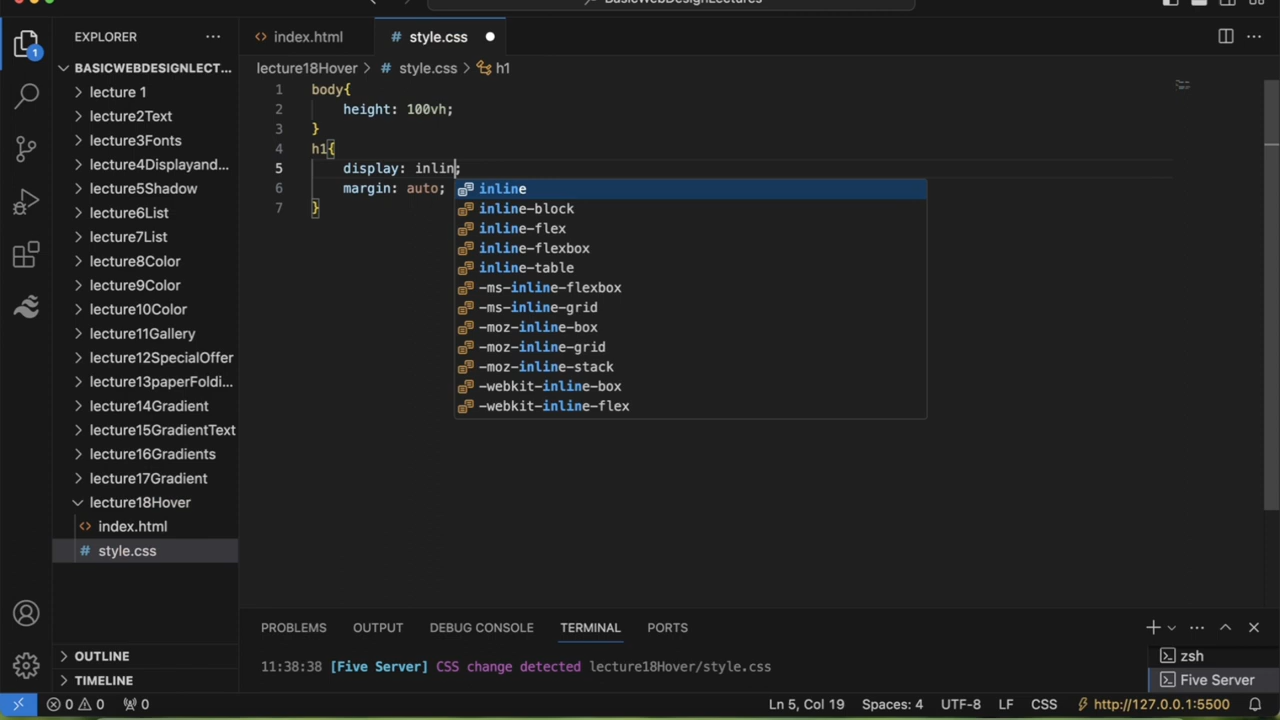 BasicWebDesignLectures
EXPLORER
index.html
# style.css
1
BASICWEBDESIGNLECT...
lecture18Hover > # style.css > h1
lecture 1
lecture2Text
lecture3Fonts
lecture4Displayand...
lecture5Shadow
lecture6List
lecture7List
lecture8Color
lecture9Color
lecture10Color
lecture11Gallery
lecture12SpecialOffer
lecture13paperFoldi...
lecture14Gradient
lecture15GradientText
lecture16Gradients
lecture17Gradient
lecture18Hover
index.html
# style.css
OUTLINE
TIMELINE
1 body{
2 height: 100vh;
3 }
4 h1{
5 display: inlin;
6 margin: auto;
7 }
inline
inline-block
inline-flex
inline-flexbox
inline-table
-ms-inline-flexbox
-ms-inline-grid
-moz-inline-box
-moz-inline-grid
-moz-inline-stack
-webkit-inline-box
-webkit-inline-flex
PROBLEMS OUTPUT DEBUG CONSOLE TERMINAL PORTS
11:38:38 [Five Server] CSS change detected lecture18Hover/style.css
zsh
Five Server
0 0 0 Ln 5, Col 19 Spaces: 4 UTF-8 LF CSS http://127.0.0.1:5500